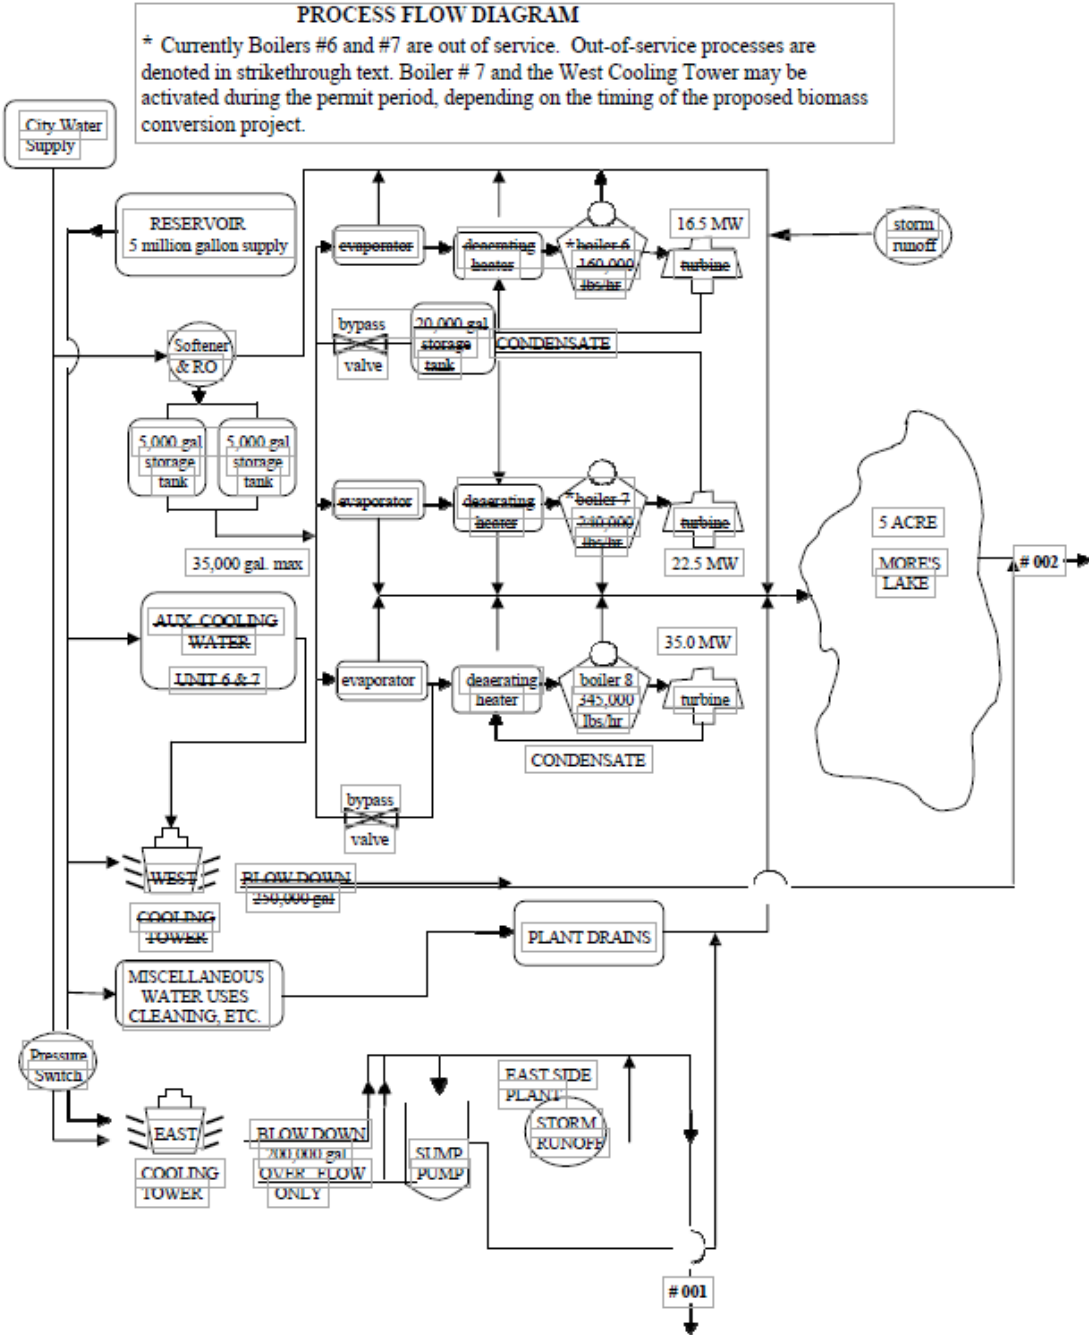 PROCESS FLOW DIAGRAM
* Currently Boilers #6 and #7 are out of service. Out-of-service processes are
denoted in strikethrough text. Boiler # 7 and the West Cooling Tower may be
activated during the permit period, depending on the timing of the proposed biomass
conversion project.
City Water
Supply
RESERVOIR
5 million gallon supply
evaporator
deaerating
heater
*boiler 6
160,000
lbs/hr
16.5 MW
turbine
storm
runoff
Softener
& RO
bypass
valve
20,000 gal
storage
tank
CONDENSATE
5,000 gal
storage
tank
5,000 gal
storage
tank
35,000 gal. max
evaporator
deaerating
heater
*boiler 7
240,000
lbs/hr
turbine
22.5 MW
5 ACRE
MORE'S
LAKE
# 002
AUX. COOLING
WATER
UNIT 6 & 7
evaporator
deaerating
heater
boiler 8
345,000
lbs/hr
35.0 MW
turbine
CONDENSATE
bypass
valve
WEST
COOLING
TOWER
BLOW DOWN
250,000 gal
PLANT DRAINS
MISCELLANEOUS
WATER USES
CLEANING, ETC.
Pressure
Switch
EAST
COOLING
TOWER
BLOW DOWN
200,000 gal
OVER FLOW
ONLY
SUMP
PUMP
EAST SIDE
PLANT
STORM
RUNOFF
# 001